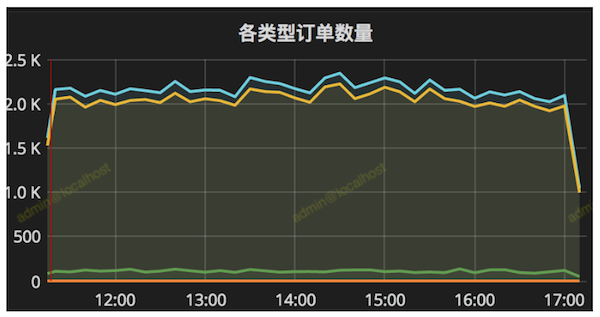 各类型订单数量
2.5 K
2.0 K
1.5 K
1.0 K
500
0
12:00 13:00 14:00 15:00 16:00 17:00
admin@localhost admin@localhost admin